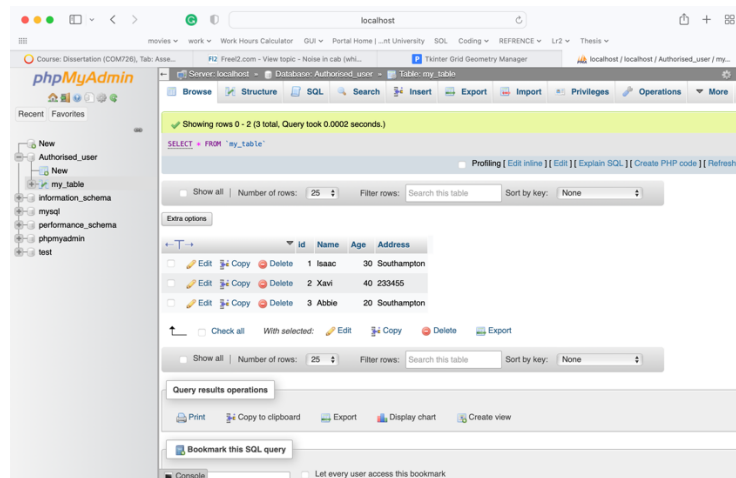 localhost
movies work Work Hours Calculator GUI Portal Home |...nt University SOL Coding REFRENCE Lr2 Thesis
Course: Dissertation (COM726), Tab: Asse... Free2.com - View topic - Noise in cab (whi... Tkinter Grid Geometry Manager localhost / localhost / Authorised_user / my...
phpMyAdmin
Recent Favorites
New
Authorised_user
New
my_table
information_schema
mysql
performance_schema
phpmyadmin
test
Server: localhost » Database: Authorised_user » Table: my_table
Browse Structure SQL Search Insert Export Import Privileges Operations More
Showing rows 0 - 2 (3 total, Query took 0.0002 seconds.)
SELECT * FROM `my_table`
Profiling [ Edit inline ] [ Edit ] [ Explain SQL ] [ Create PHP code ] [ Refresh
Show all | Number of rows: 25 Filter rows: Search this table Sort by key: None
Extra options
id Name Age Address
Edit Copy Delete 1 Isaac 30 Southampton
Edit Copy Delete 2 Xavi 40 233455
Edit Copy Delete 3 Abbie 20 Southampton
Check all With selected: Edit Copy Delete Export
Show all | Number of rows: 25 Filter rows: Search this table Sort by key: None
Query results operations
Print Copy to clipboard Export Display chart Create view
Bookmark this SQL query
Console Let every user access this bookmark